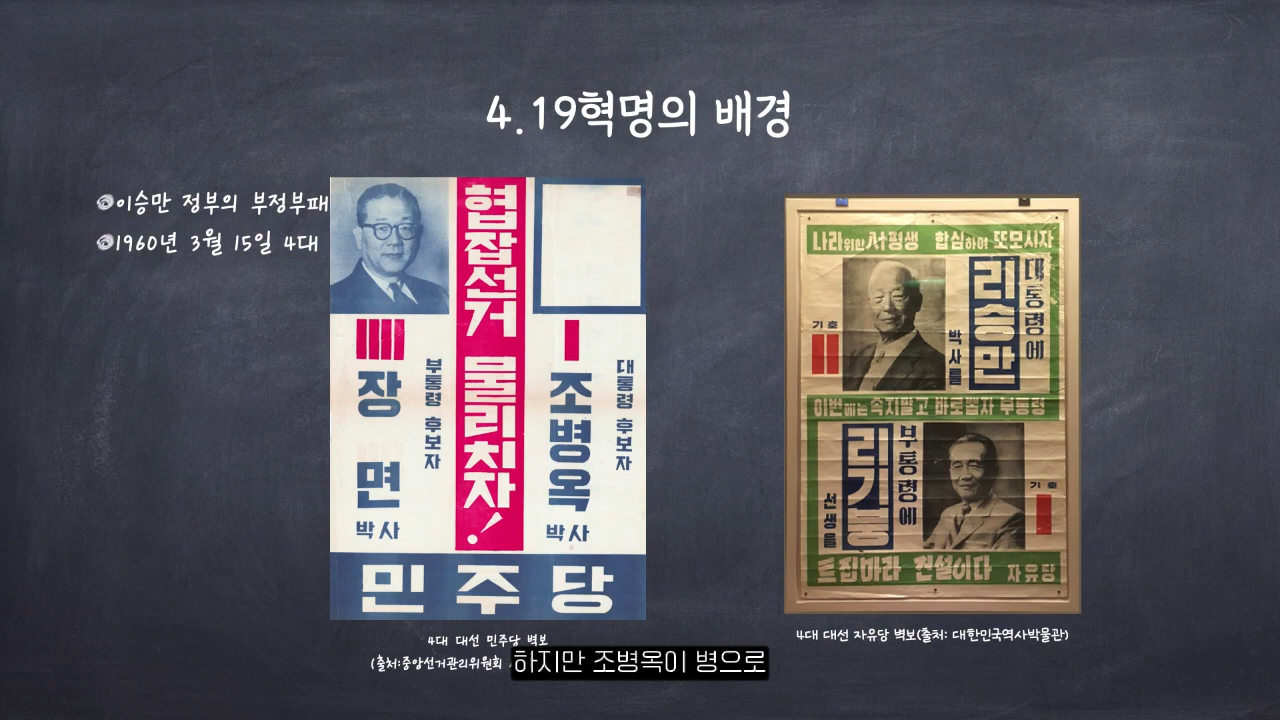 4.19혁명의 배경
이승만 정부의 부정부패
1960년 3월 15일 4대
협잡선거 물리치자!
대통령 후보자
조병옥
박사
부통령 후보자
장면
박사
민주당
4대 대선 민주당 벽보
(출처:중앙선거관리위원회
나라위한 八十평생 합심하여 또모시자
대통령에
리승만
박사를
기호
이번에는 속지말고 바로뽑자 부통령
부통령에
리기붕
선생을
기호
트집마라 건설이다 자유당
4대 대선 자유당 벽보(출처: 대한민국역사박물관)
하지만 조병옥이 병으로